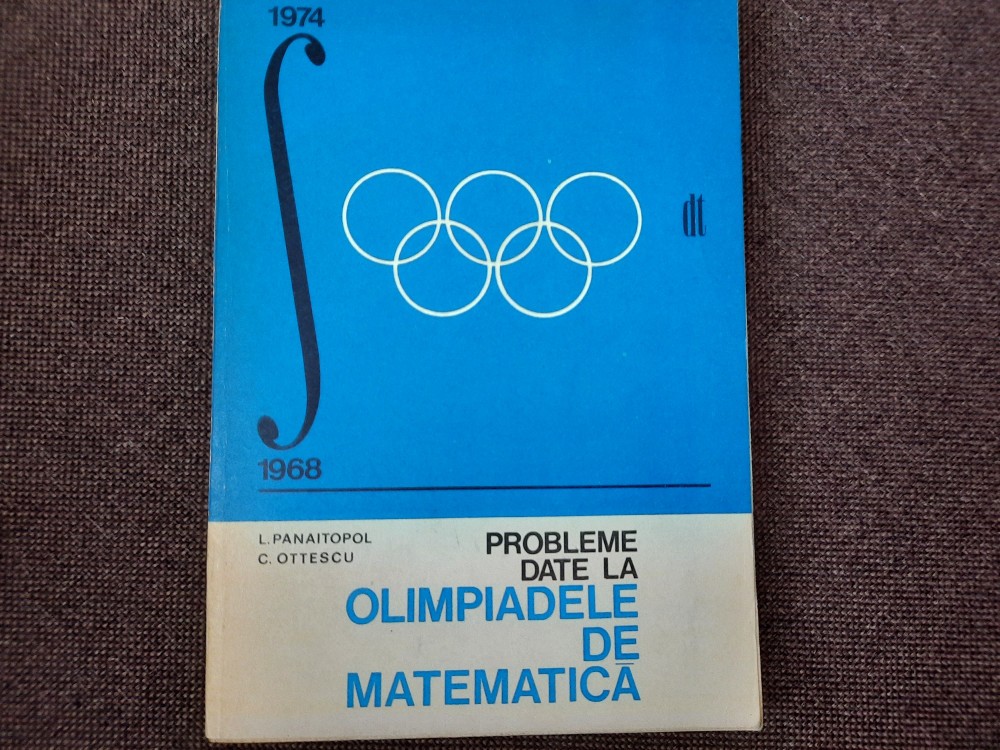 1974
∫
dt
1968
L. PANAITOPOL
C. OTTESCU
PROBLEME
DATE LA
OLIMPIADELE
DE
MATEMATICĂ